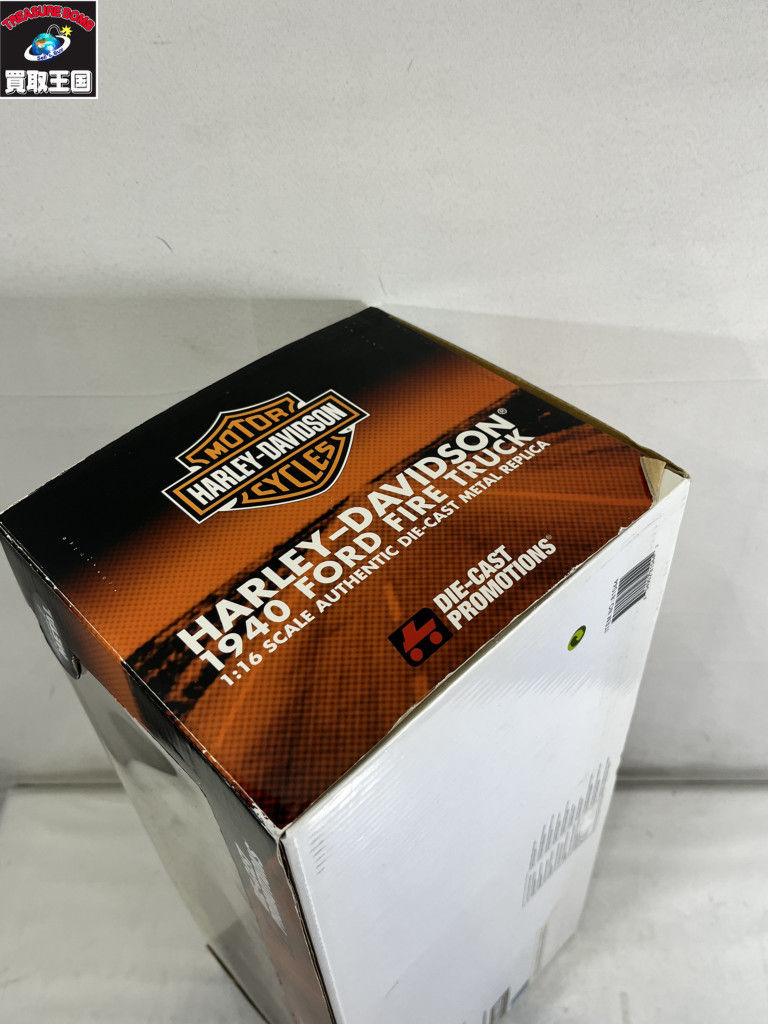 TREASURE BOMB
買取王国
MOTOR
HARLEY-DAVIDSON
CYCLES
HARLEY-DAVIDSON®
1940 FORD FIRE TRUCK
1:16 SCALE AUTHENTIC DIE-CAST METAL REPLICA
DIE-CAST
PROMOTIONS®